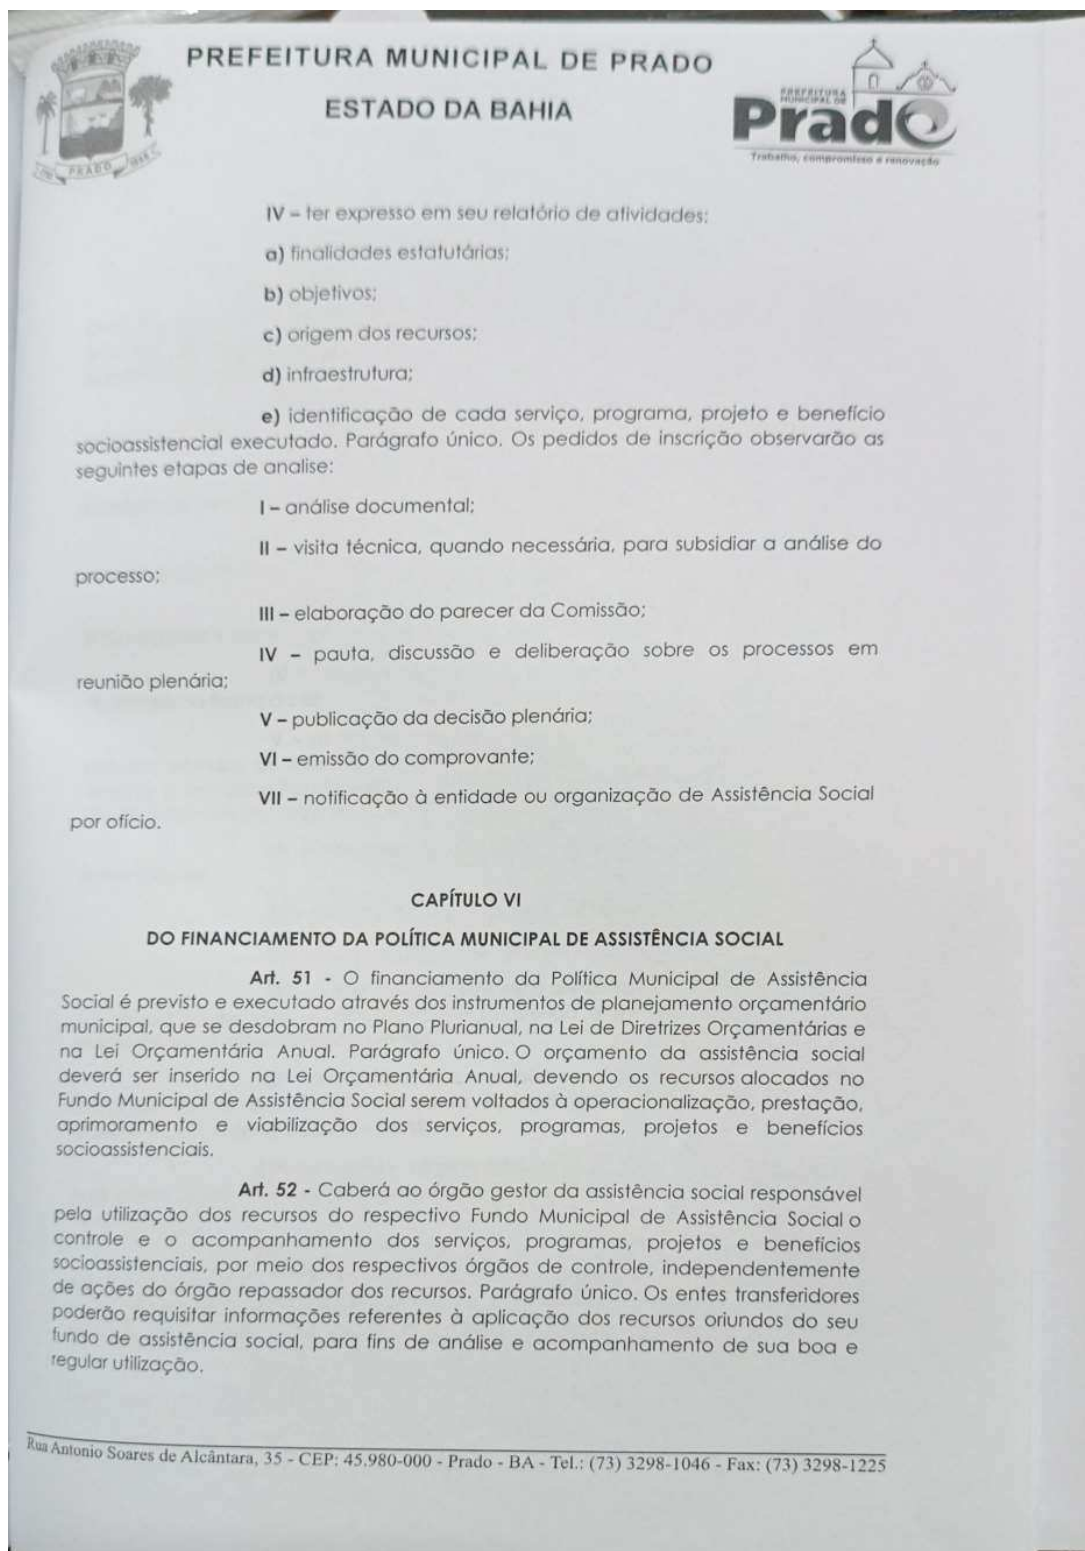 PREFEITURA MUNICIPAL DE PRADO
ESTADO DA BAHIA
PRADO
PREFEITURA
MUNICIPAL DE
Prado
Trabalho, compromisso e renovação
IV – ter expresso em seu relatório de atividades:
a) finalidades estatutárias;
b) objetivos;
c) origem dos recursos;
d) infraestrutura;
e) identificação de cada serviço, programa, projeto e benefício
socioassistencial executado. Parágrafo único. Os pedidos de inscrição observarão as
seguintes etapas de analise:
I – análise documental;
II – visita técnica, quando necessária, para subsidiar a análise do
processo;
III – elaboração do parecer da Comissão;
IV – pauta, discussão e deliberação sobre os processos em
reunião plenária;
V – publicação da decisão plenária;
VI – emissão do comprovante;
VII – notificação à entidade ou organização de Assistência Social
por ofício.
CAPÍTULO VI
DO FINANCIAMENTO DA POLÍTICA MUNICIPAL DE ASSISTÊNCIA SOCIAL
Art. 51 - O financiamento da Política Municipal de Assistência
Social é previsto e executado através dos instrumentos de planejamento orçamentário
municipal, que se desdobram no Plano Plurianual, na Lei de Diretrizes Orçamentárias e
na Lei Orçamentária Anual. Parágrafo único. O orçamento da assistência social
deverá ser inserido na Lei Orçamentária Anual, devendo os recursos alocados no
Fundo Municipal de Assistência Social serem voltados à operacionalização, prestação,
aprimoramento e viabilização dos serviços, programas, projetos e benefícios
socioassistenciais.
Art. 52 - Caberá ao órgão gestor da assistência social responsável
pela utilização dos recursos do respectivo Fundo Municipal de Assistência Social o
controle e o acompanhamento dos serviços, programas, projetos e benefícios
socioassistenciais, por meio dos respectivos órgãos de controle, independentemente
de ações do órgão repassador dos recursos. Parágrafo único. Os entes transferidores
poderão requisitar informações referentes à aplicação dos recursos oriundos do seu
fundo de assistência social, para fins de análise e acompanhamento de sua boa e
regular utilização.
Rua Antonio Soares de Alcântara, 35 - CEP: 45.980-000 - Prado - BA - Tel.: (73) 3298-1046 - Fax: (73) 3298-1225